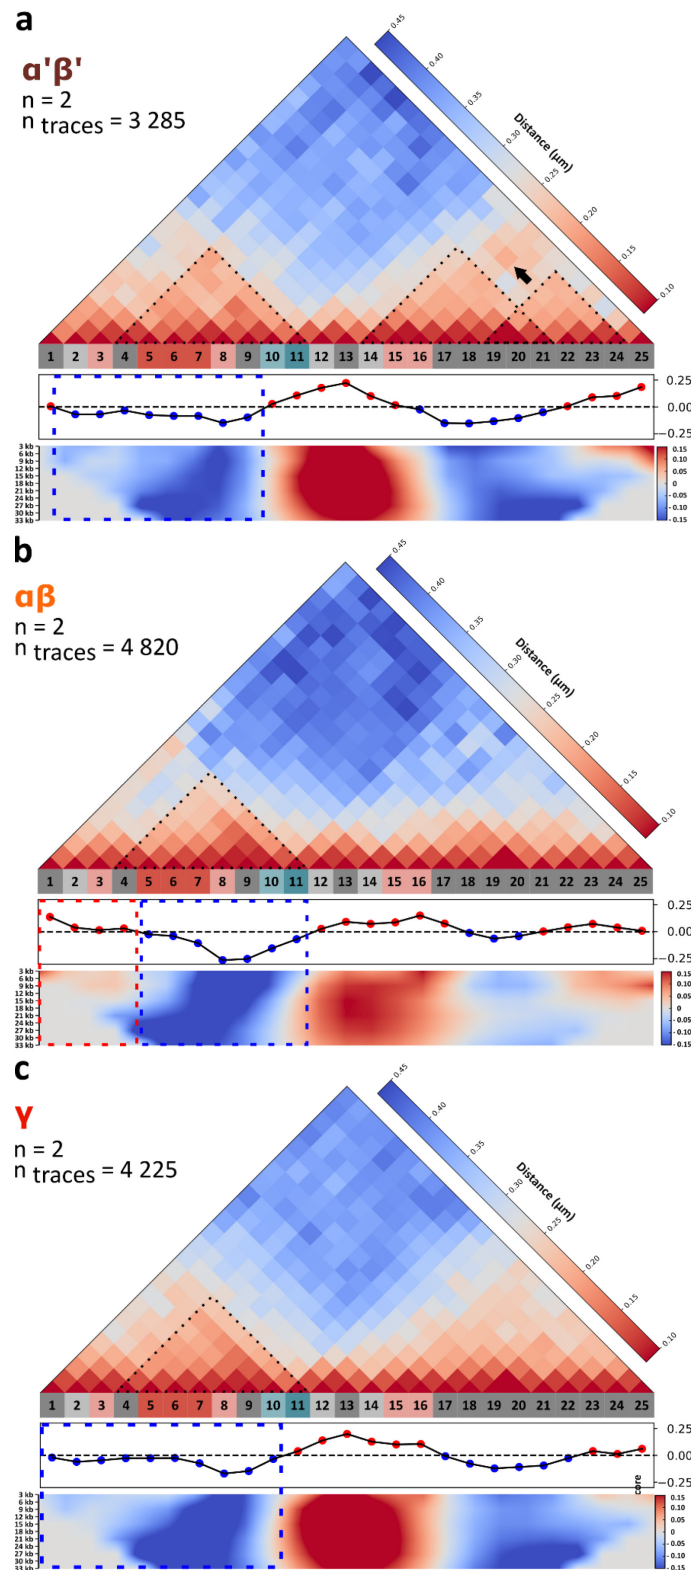 a
α'β'
n = 2
n traces = 3 285
0.45
0.40
0.35
0.30
0.25
0.20
0.15
0.10
Distance (μm)
1 2 3 4 5 6 7 8 9 10 11 12 13 14 15 16 17 18 19 20 21 22 23 24 25
0.25
0.00
−0.25
3 kb
6 kb
9 kb
12 kb
15 kb
18 kb
21 kb
24 kb
27 kb
30 kb
33 kb
0.15
0.10
0.05
0
- 0.05
- 0.10
- 0.15
b
αβ
n = 2
n traces = 4 820
0.45
0.40
0.35
0.30
0.25
0.20
0.15
0.10
Distance (μm)
1 2 3 4 5 6 7 8 9 10 11 12 13 14 15 16 17 18 19 20 21 22 23 24 25
0.25
0.00
−0.25
3 kb
6 kb
9 kb
12 kb
15 kb
18 kb
21 kb
24 kb
27 kb
30 kb
33 kb
0.15
0.10
0.05
0
- 0.05
- 0.10
- 0.15
c
γ
n = 2
n traces = 4 225
0.45
0.40
0.35
0.30
0.25
0.20
0.15
0.10
Distance (μm)
1 2 3 4 5 6 7 8 9 10 11 12 13 14 15 16 17 18 19 20 21 22 23 24 25
0.25
0.00
−0.25
core
3 kb
6 kb
9 kb
12 kb
15 kb
18 kb
21 kb
24 kb
27 kb
30 kb
33 kb
0.15
0.10
0.05
0
- 0.05
- 0.10
- 0.15